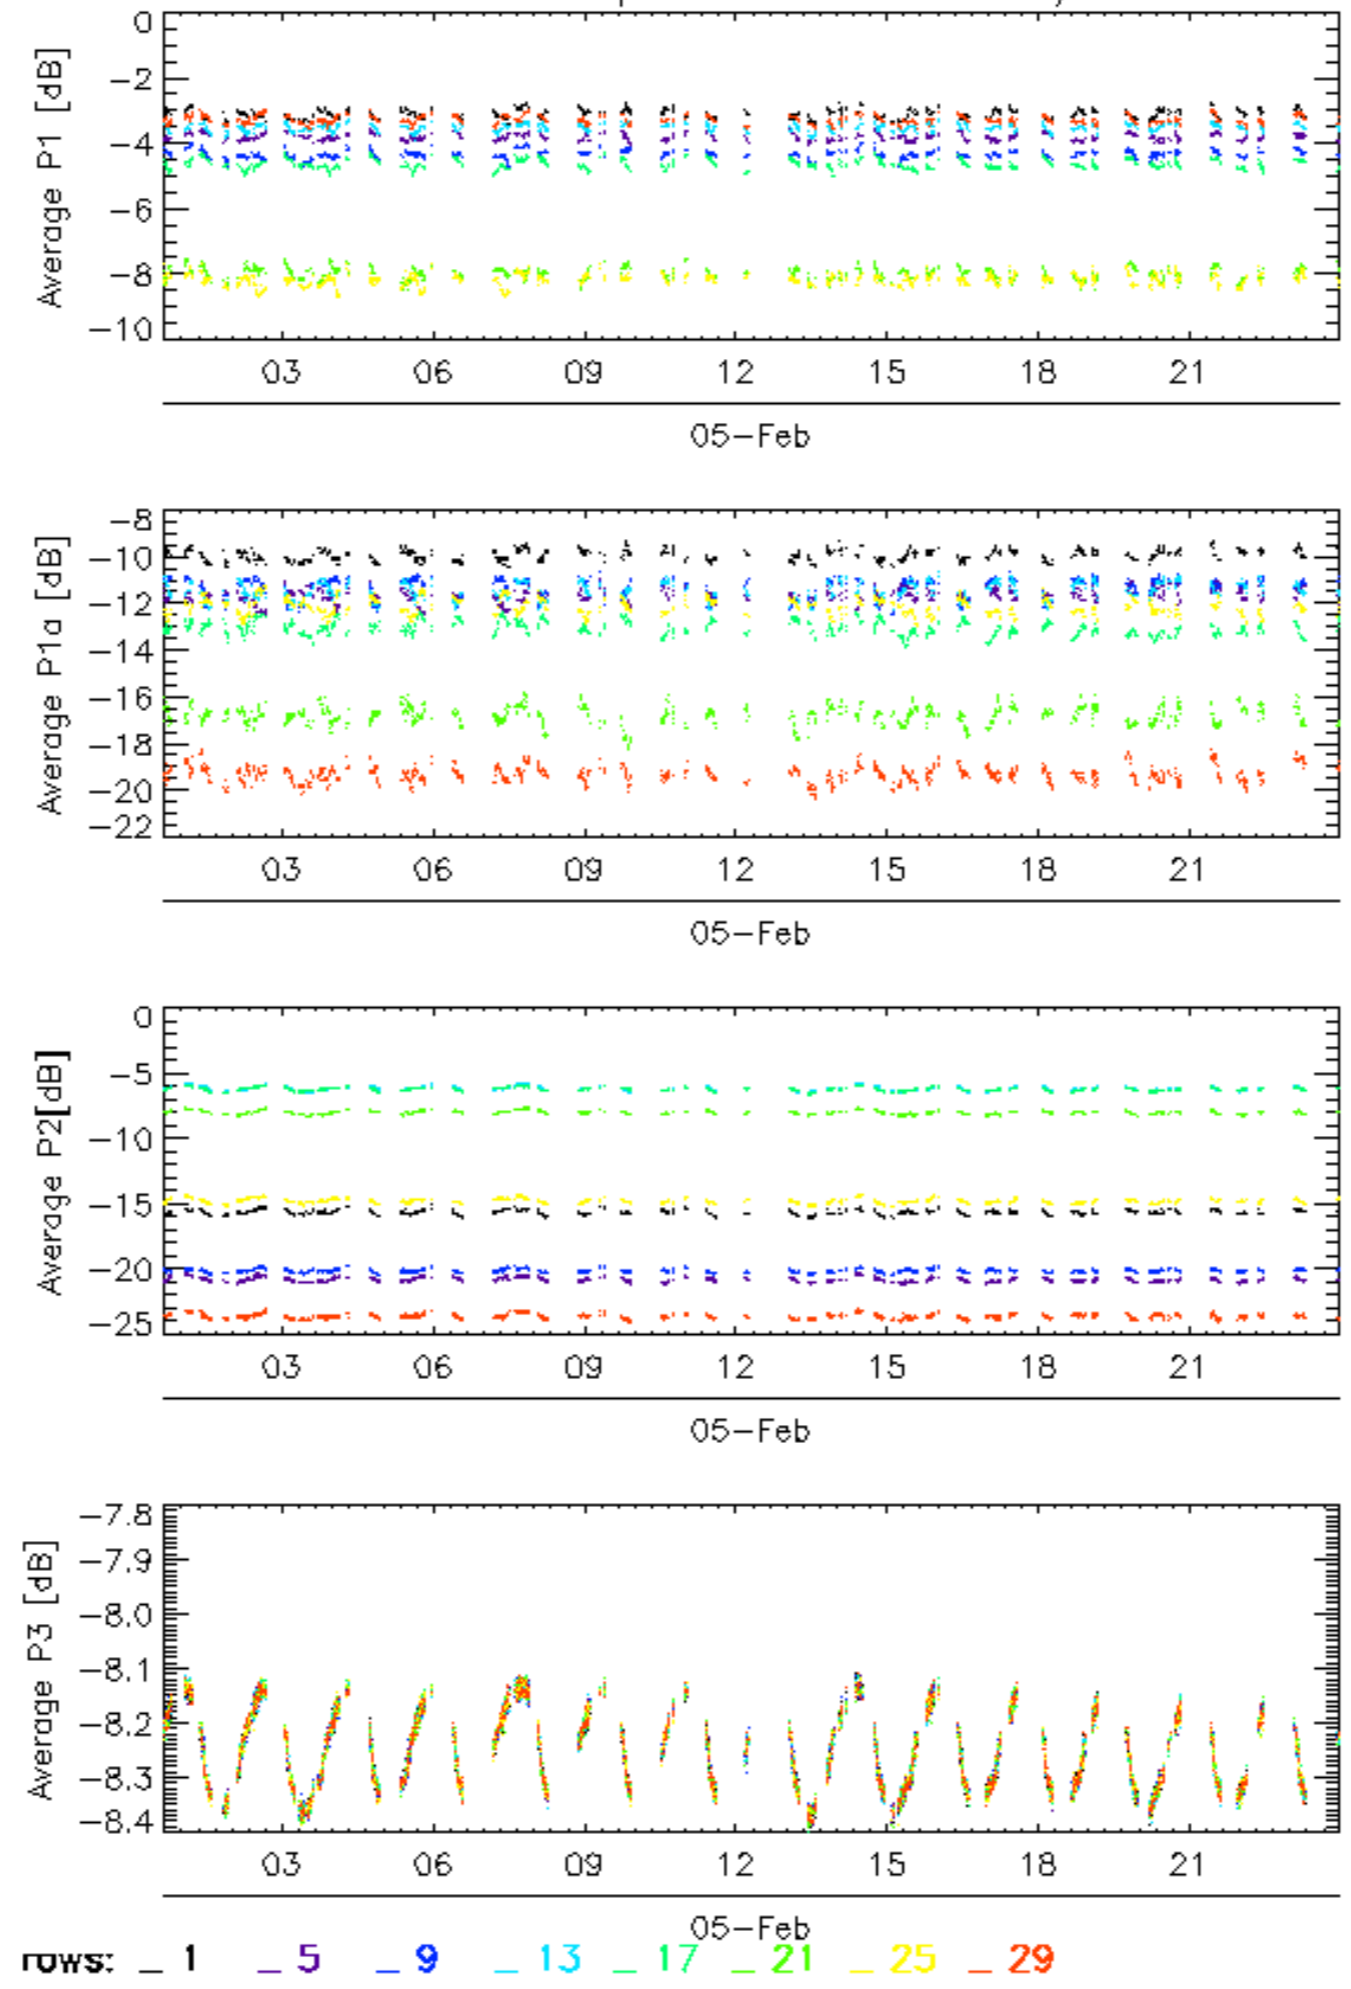 0
−2
−4
−6
−8
−10
Average P1 [dB]
03 06 09 12 15 18 21
05−Feb
−8
−10
−12
−14
−16
−18
−20
−22
Average P1a [dB]
03 06 09 12 15 18 21
05−Feb
0
−5
−10
−15
−20
−25
Average P2[dB]
03 06 09 12 15 18 21
05−Feb
−7.8
−7.9
−8.0
−8.1
−8.2
−8.3
−8.4
Average P3 [dB]
03 06 09 12 15 18 21
05−Feb
rows: _ 1 _ 5 _ 9 _ 13 _ 17 _ 21 _ 25 _ 29